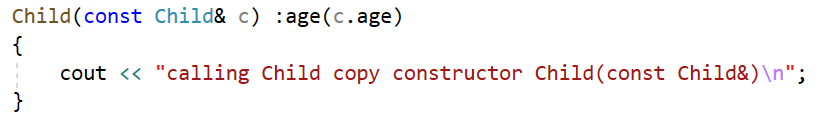 Child(const Child& c) :age(c.age)
{
cout << "calling Child copy constructor Child(const Child&)\n";
}